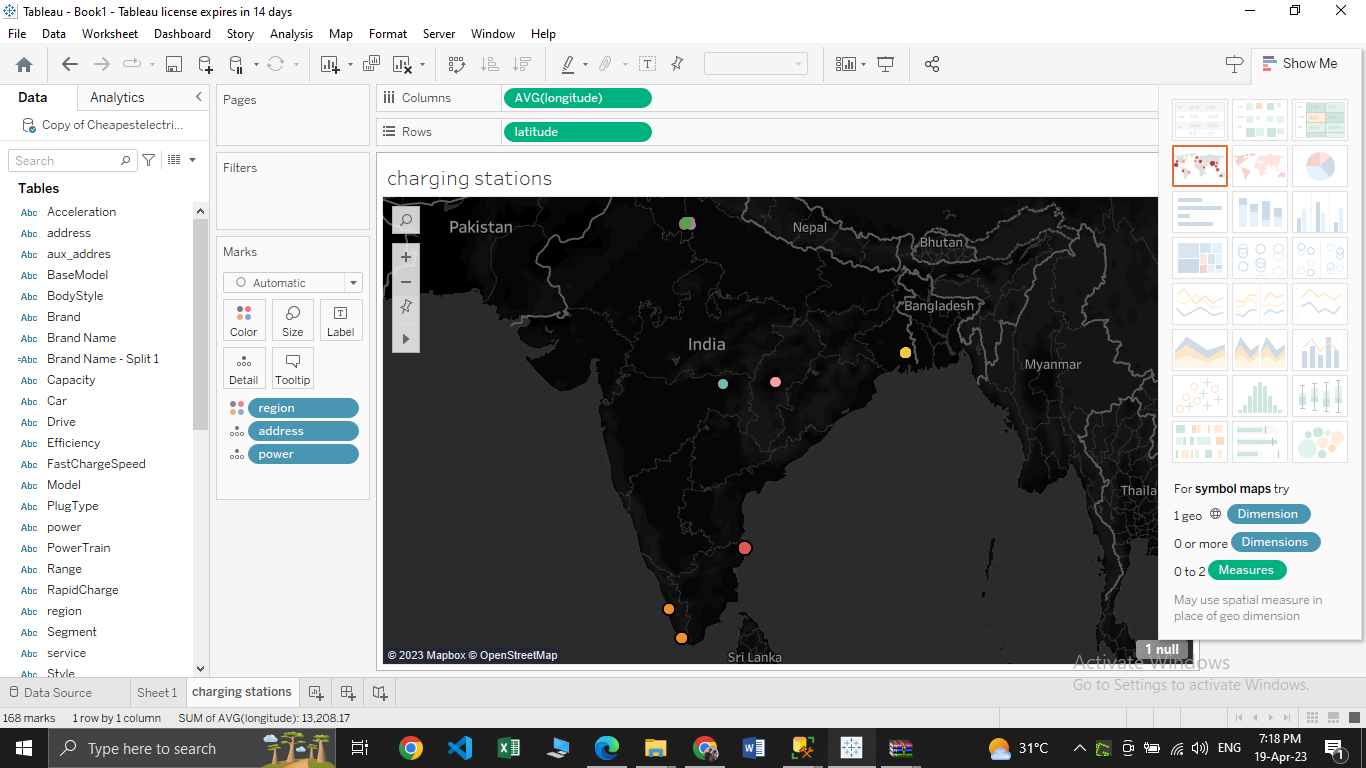 Tableau - Book1 - Tableau license expires in 14 days
File Data Worksheet Dashboard Story Analysis Map Format Server Window Help
Show Me
Data Analytics
Copy of Cheapestelectri...
Search
Tables
Abc Acceleration
Abc address
Abc aux_addres
Abc BaseModel
Abc BodyStyle
Abc Brand
Abc Brand Name
=Abc Brand Name - Split 1
Abc Capacity
Abc Car
Abc Drive
Abc Efficiency
Abc FastChargeSpeed
Abc Model
Abc PlugType
Abc power
Abc PowerTrain
Abc Range
Abc RapidCharge
Abc region
Abc Segment
Abc service
Abc Style
Pages
Filters
Marks
Automatic
Color Size Label
Detail Tooltip
region
address
power
Columns AVG(longitude)
Rows latitude
charging stations
Pakistan
Nepal
Bhutan
Bangladesh
India
Myanmar
Thaila
Sri Lanka
© 2023 Mapbox © OpenStreetMap
1 null
For symbol maps try
1 geo Dimension
0 or more Dimensions
0 to 2 Measures
May use spatial measure in
place of geo dimension
Activate Windows
Go to Settings to activate Windows.
Data Source Sheet 1 charging stations
168 marks 1 row by 1 column SUM of AVG(longitude): 13,208.17
Type here to search
31°C
ENG
7:18 PM
19-Apr-23
1